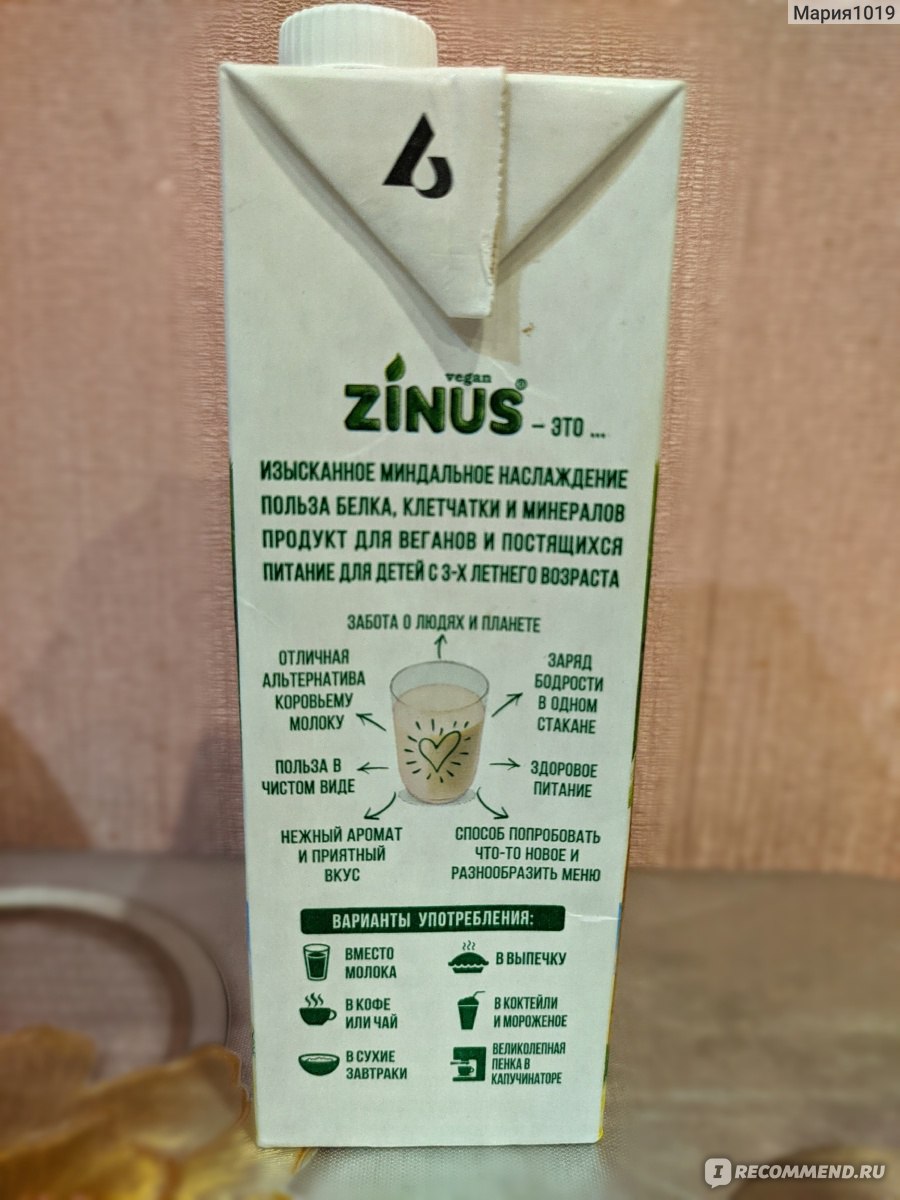 Мария1019
vegan
ZINUS®
– ЭТО ...
ИЗЫСКАННОЕ МИНДАЛЬНОЕ НАСЛАЖДЕНИЕ
ПОЛЬЗА БЕЛКА, КЛЕТЧАТКИ И МИНЕРАЛОВ
ПРОДУКТ ДЛЯ ВЕГАНОВ И ПОСТЯЩИХСЯ
ПИТАНИЕ ДЛЯ ДЕТЕЙ С 3-Х ЛЕТНЕГО ВОЗРАСТА
ЗАБОТА О ЛЮДЯХ И ПЛАНЕТЕ
ОТЛИЧНАЯ
АЛЬТЕРНАТИВА
КОРОВЬЕМУ
МОЛОКУ
ЗАРЯД
БОДРОСТИ
В ОДНОМ
СТАКАНЕ
ПОЛЬЗА В
ЧИСТОМ ВИДЕ
ЗДОРОВОЕ
ПИТАНИЕ
НЕЖНЫЙ АРОМАТ
И ПРИЯТНЫЙ
ВКУС
СПОСОБ ПОПРОБОВАТЬ
ЧТО-ТО НОВОЕ И
РАЗНООБРАЗИТЬ МЕНЮ
ВАРИАНТЫ УПОТРЕБЛЕНИЯ:
ВМЕСТО
МОЛОКА
В ВЫПЕЧКУ
В КОФЕ
ИЛИ ЧАЙ
В КОКТЕЙЛИ
И МОРОЖЕНОЕ
В СУХИЕ
ЗАВТРАКИ
ВЕЛИКОЛЕПНАЯ
ПЕНКА В
КАПУЧИНАТОРЕ
IRECOMMEND.RU